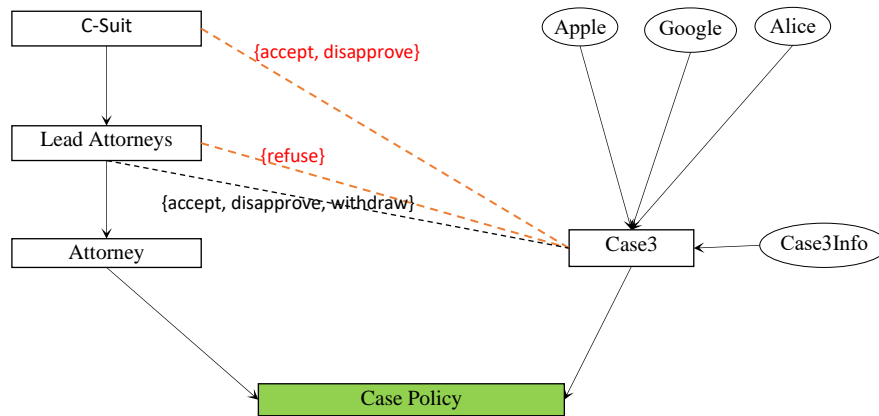 C-Suit
Apple
Google
Alice
{accept, disapprove}
Lead Attorneys
{refuse}
{accept, disapprove, withdraw}
Attorney
Case3
Case3Info
Case Policy